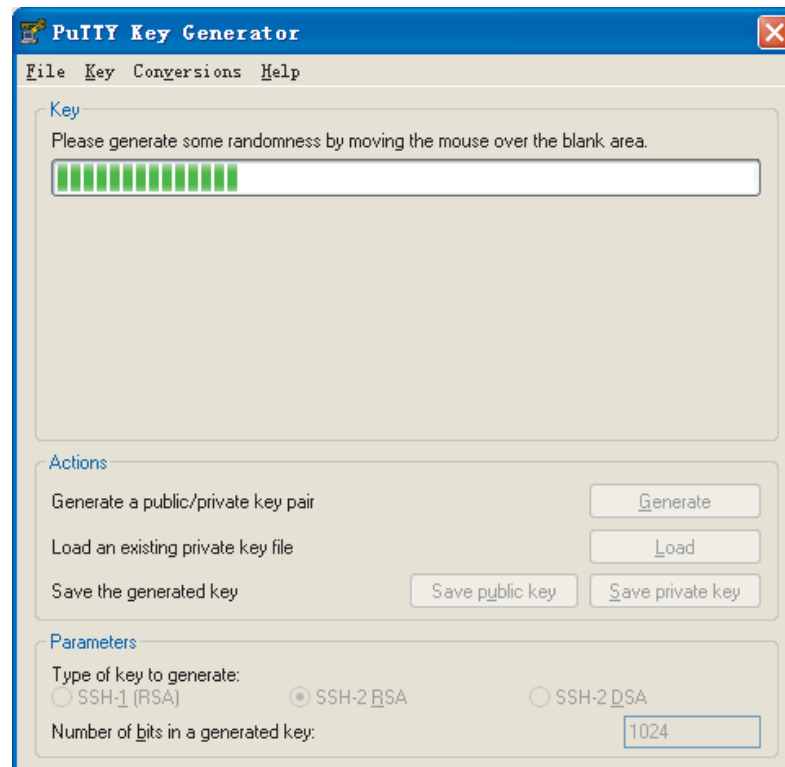 PuTTY Key Generator
File Key Conversions Help
Key
Please generate some randomness by moving the mouse over the blank area.
Actions
Generate a public/private key pair Generate
Load an existing private key file Load
Save the generated key Save public key Save private key
Parameters
Type of key to generate:
SSH-1 (RSA) SSH-2 RSA SSH-2 DSA
Number of bits in a generated key: 1024